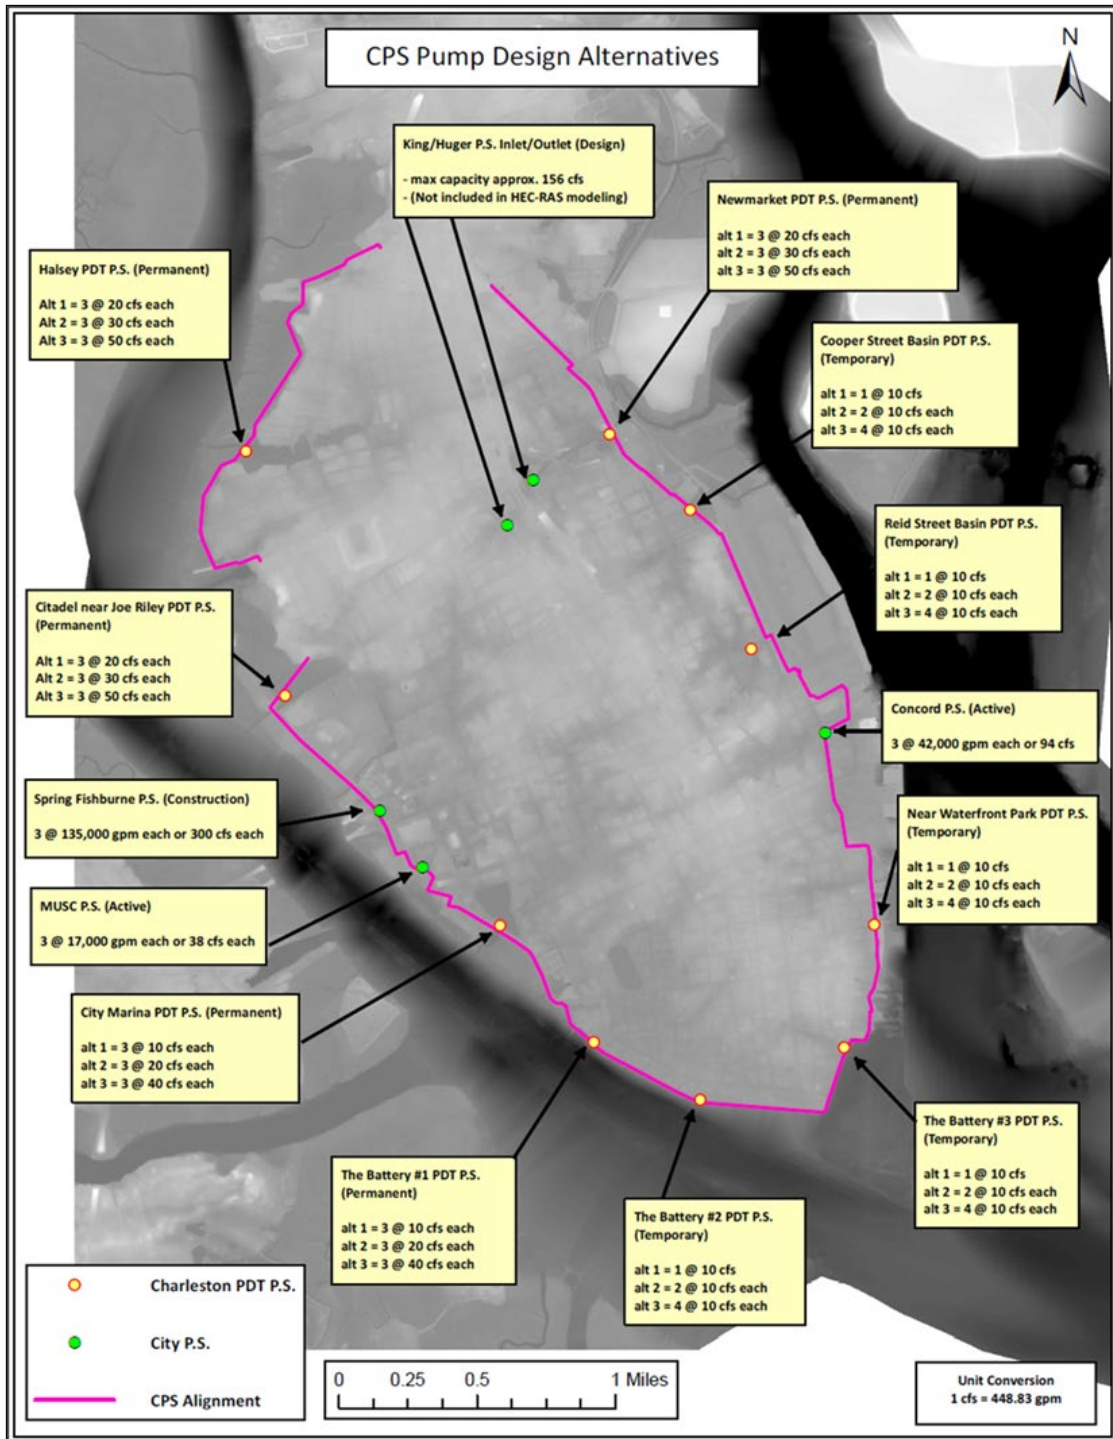 CPS Pump Design Alternatives
N
King/Huger P.S. Inlet/Outlet (Design)
- max capacity approx. 156 cfs
- (Not included in HEC-RAS modeling)
Newmarket PDT P.S. (Permanent)
alt 1 = 3 @ 20 cfs each
alt 2 = 3 @ 30 cfs each
alt 3 = 3 @ 50 cfs each
Halsey PDT P.S. (Permanent)
Alt 1 = 3 @ 20 cfs each
Alt 2 = 3 @ 30 cfs each
Alt 3 = 3 @ 50 cfs each
Cooper Street Basin PDT P.S.
(Temporary)
alt 1 = 1 @ 10 cfs
alt 2 = 2 @ 10 cfs each
alt 3 = 4 @ 10 cfs each
Reid Street Basin PDT P.S.
(Temporary)
alt 1 = 1 @ 10 cfs
alt 2 = 2 @ 10 cfs each
alt 3 = 4 @ 10 cfs each
Citadel near Joe Riley PDT P.S.
(Permanent)
Alt 1 = 3 @ 20 cfs each
Alt 2 = 3 @ 30 cfs each
Alt 3 = 3 @ 50 cfs each
Concord P.S. (Active)
3 @ 42,000 gpm each or 94 cfs
Spring Fishburne P.S. (Construction)
3 @ 135,000 gpm each or 300 cfs each
Near Waterfront Park PDT P.S.
(Temporary)
alt 1 = 1 @ 10 cfs
alt 2 = 2 @ 10 cfs each
alt 3 = 4 @ 10 cfs each
MUSC P.S. (Active)
3 @ 17,000 gpm each or 38 cfs each
City Marina PDT P.S. (Permanent)
alt 1 = 3 @ 10 cfs each
alt 2 = 3 @ 20 cfs each
alt 3 = 3 @ 40 cfs each
The Battery #1 PDT P.S.
(Permanent)
alt 1 = 3 @ 10 cfs each
alt 2 = 3 @ 20 cfs each
alt 3 = 3 @ 40 cfs each
The Battery #2 PDT P.S.
(Temporary)
alt 1 = 1 @ 10 cfs
alt 2 = 2 @ 10 cfs each
alt 3 = 4 @ 10 cfs each
The Battery #3 PDT P.S.
(Temporary)
alt 1 = 1 @ 10 cfs
alt 2 = 2 @ 10 cfs each
alt 3 = 4 @ 10 cfs each
Charleston PDT P.S.
City P.S.
CPS Alignment
0 0.25 0.5 1 Miles
Unit Conversion
1 cfs = 448.83 gpm